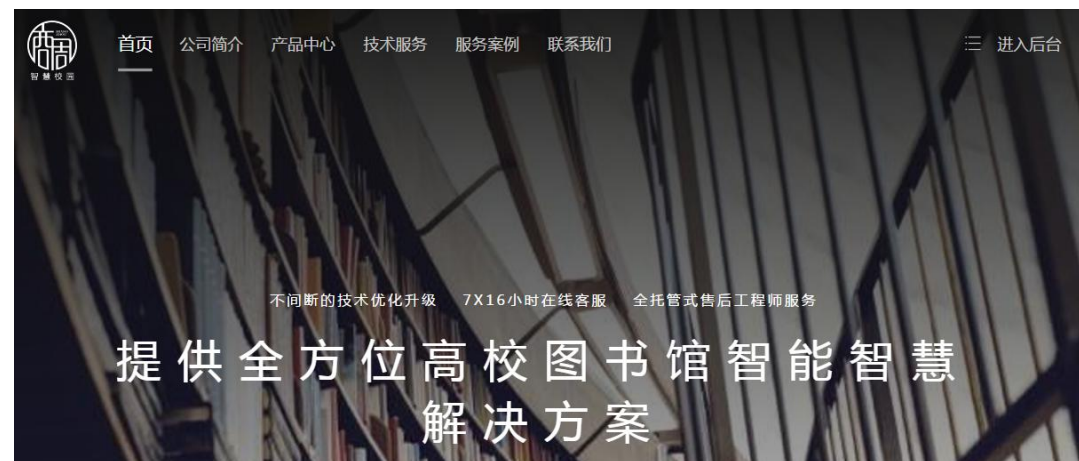 商周
智慧校园
首页 公司简介 产品中心 技术服务 服务案例 联系我们 进入后台
不间断的技术优化升级 7X16小时在线客服 全托管式售后工程师服务
提供全方位高校图书馆智能智慧
解决方案